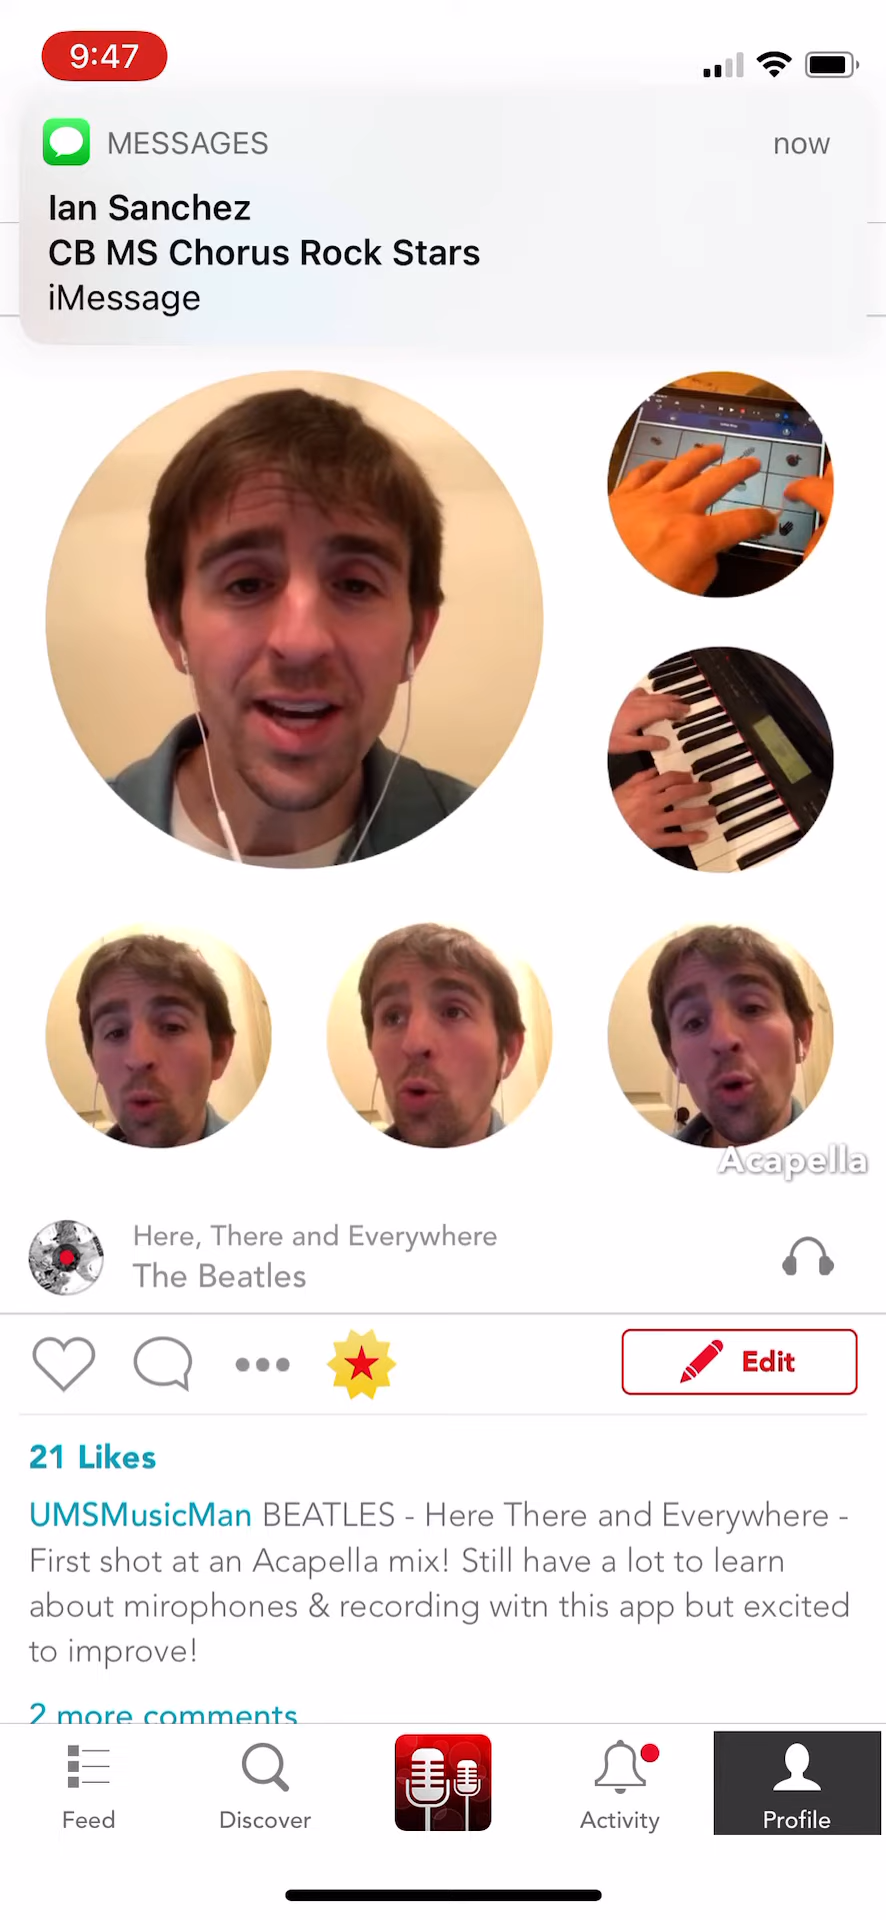 9:47
MESSAGES
now
Ian Sanchez
CB MS Chorus Rock Stars
iMessage
Acapella
Here, There and Everywhere
The Beatles
Edit
21 Likes
UMSMusicMan BEATLES - Here There and Everywhere -
First shot at an Acapella mix! Still have a lot to learn
about mirophones & recording witn this app but excited
to improve!
2 more comments
Feed
Discover
Activity
Profile